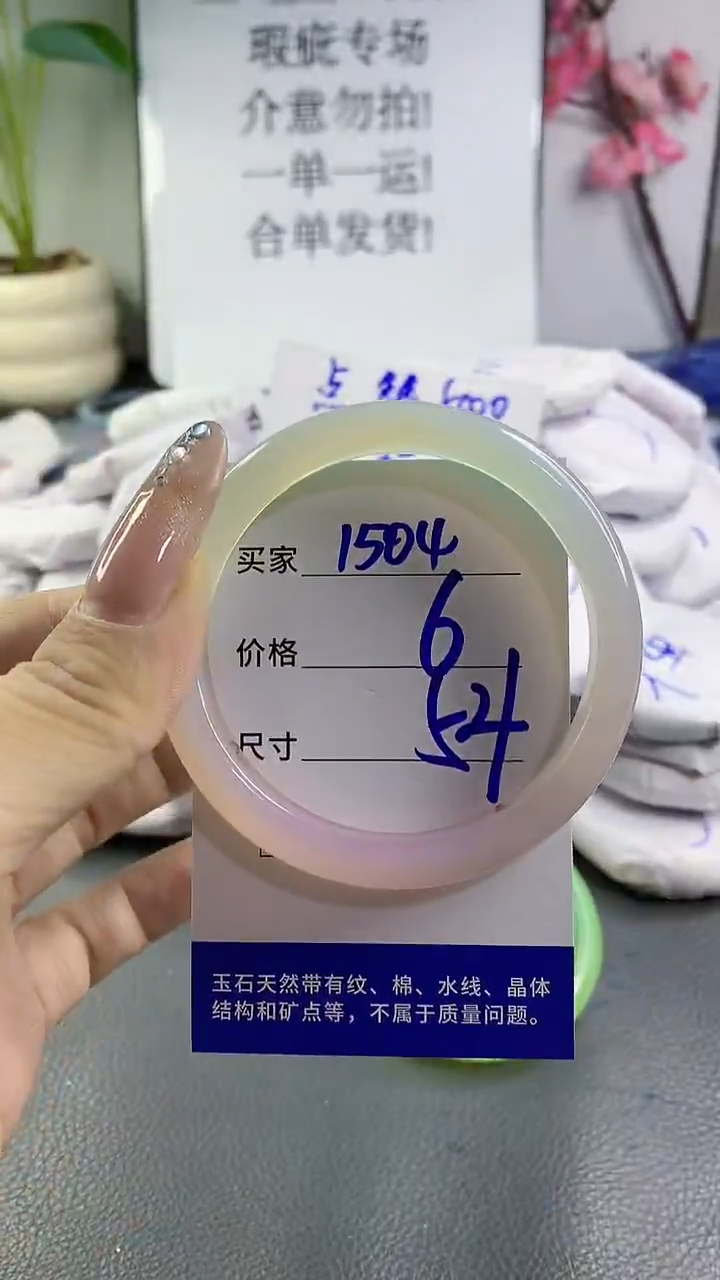 瑕疵专场
介意勿拍!
一单一运!
合单发货!
买家 1504
价格 6
尺寸 54
玉石天然带有纹、棉、水线、晶体
结构和矿点等，不属于质量问题。